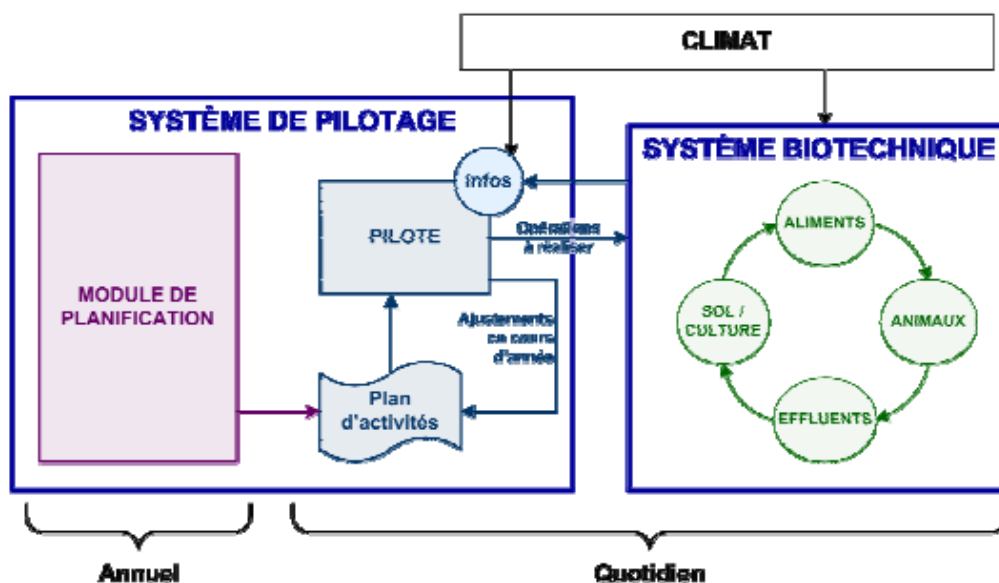 CLIMAT
SYSTÈME DE PILOTAGE
SYSTÈME BIOTECHNIQUE
Infos
PILOTE
Opérations
à réaliser
MODULE DE
PLANIFICATION
Ajustements
en cours
d'année
Plan
d'activités
ALIMENTS
SOL /
CULTURE
ANIMAUX
EFFLUENTS
Annuel
Quotidien